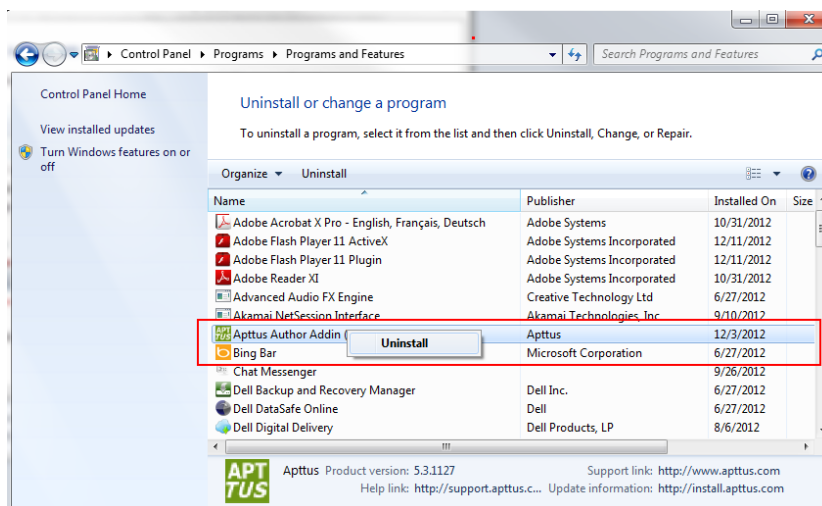 Control Panel Programs Programs and Features Search Programs and Features
Control Panel Home
View installed updates
Turn Windows features on or
off
Uninstall or change a program
To uninstall a program, select it from the list and then click Uninstall, Change, or Repair.
Organize Uninstall
Name Publisher Installed On Size
Adobe Acrobat X Pro - English, Français, Deutsch Adobe Systems 10/31/2012
Adobe Flash Player 11 ActiveX Adobe Systems Incorporated 12/11/2012
Adobe Flash Player 11 Plugin Adobe Systems Incorporated 12/11/2012
Adobe Reader XI Adobe Systems Incorporated 10/31/2012
Advanced Audio FX Engine Creative Technology Ltd 6/27/2012
Akamai NetSession Interface Akamai Technologies, Inc 9/10/2012
Apttus Author Addin ( Apttus 12/3/2012
Uninstall
Bing Bar Microsoft Corporation 6/27/2012
Chat Messenger 9/26/2012
Dell Backup and Recovery Manager Dell Inc. 6/27/2012
Dell DataSafe Online Dell 6/27/2012
Dell Digital Delivery Dell Products, LP 8/6/2012
APT
TUS
Apttus Product version: 5.3.1127 Support link: http://www.apttus.com
Help link: http://support.apttus.c... Update information: http://install.apttus.com